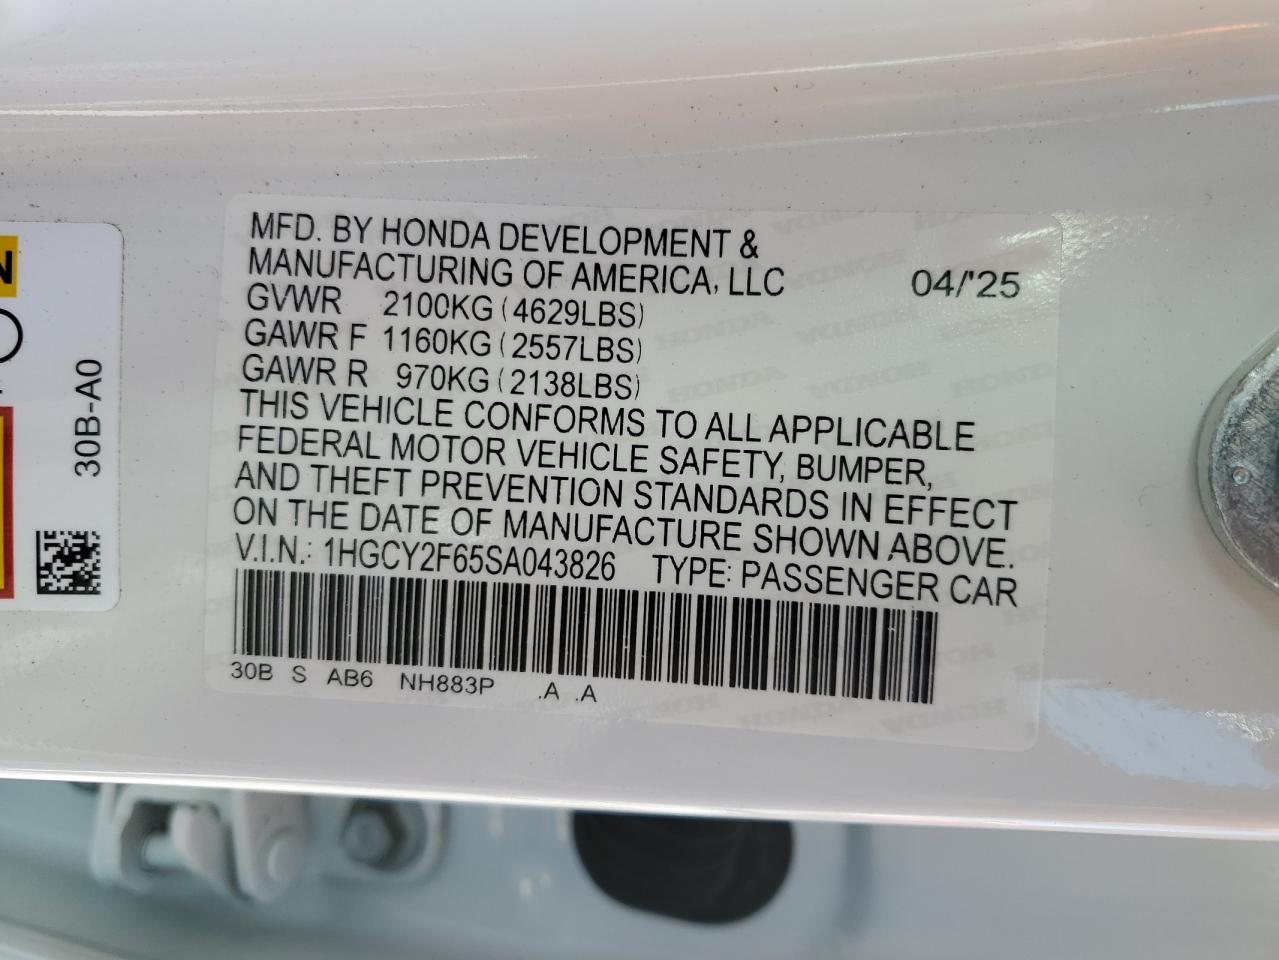 MFD. BY HONDA DEVELOPMENT &
MANUFACTURING OF AMERICA, LLC 04/'25
GVWR 2100KG (4629LBS)
GAWR F 1160KG (2557LBS)
GAWR R 970KG (2138LBS)
THIS VEHICLE CONFORMS TO ALL APPLICABLE
FEDERAL MOTOR VEHICLE SAFETY, BUMPER,
AND THEFT PREVENTION STANDARDS IN EFFECT
ON THE DATE OF MANUFACTURE SHOWN ABOVE.
V.I.N.: 1HGCY2F65SA043826 TYPE: PASSENGER CAR
30B S AB6 NH883P .A .A
30B-A0
N
HONDA